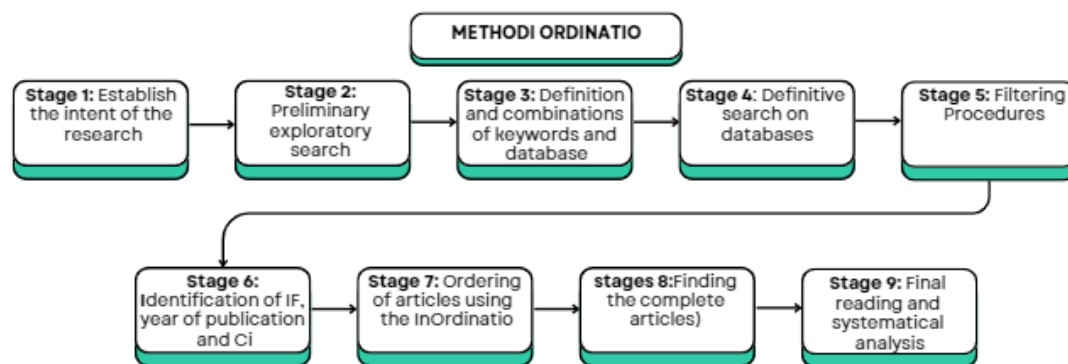 METHODI ORDINATIO
Stage 1: Establish
the intent of the
research
Stage 2:
Preliminary
exploratory
search
Stage 3: Definition
and combinations
of keywords and
database
Stage 4: Definitive
search on
databases
Stage 5: Filtering
Procedures
Stage 6:
Identification of IF,
year of publication
and Ci
Stage 7: Ordering
of articles using
the InOrdinatio
stages 8:Finding
the complete
articles)
Stage 9: Final
reading and
systematical
analysis